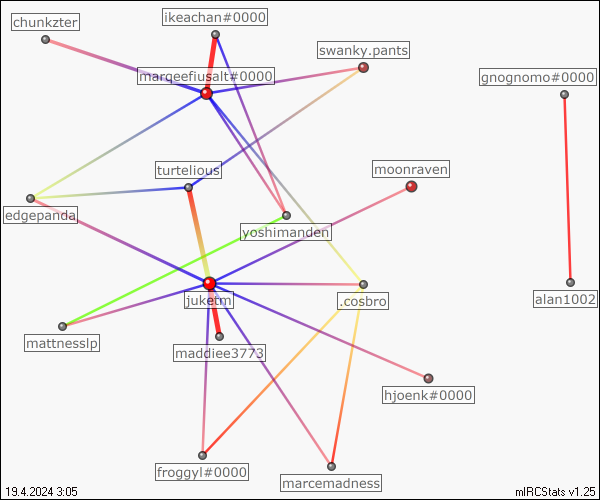 ikeachan#0000
chunkzter
swanky.pants
marqeefiusalt#0000
gnognomo#0000
turtelious
moonraven
edgepanda
yoshimanden
juketm
.cosbro
alan1002
mattnesslp
maddiee3773
hjoenk#0000
froggyl#0000
marcemadness
19.4.2024 3:05
mIRCStats v1.25